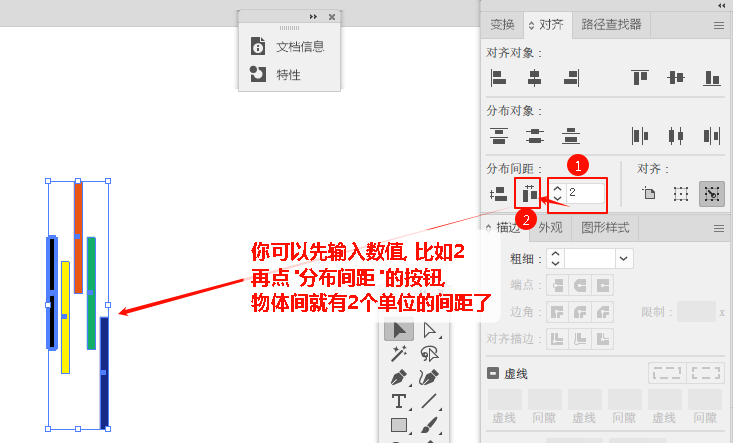 文档信息
特性
变换
对齐
路径查找器
对齐对象:
分布对象:
分布间距:
对齐:
2
1
2
你可以先输入数值, 比如2
再点 "分布间距 "的按钮,
物体间就有2个单位的间距了
描边
外观
图形样式
粗细:
端点:
边角:
限制:
x
对齐描边:
虚线
虚线 间隙 虚线 间隙 虚线 间隙